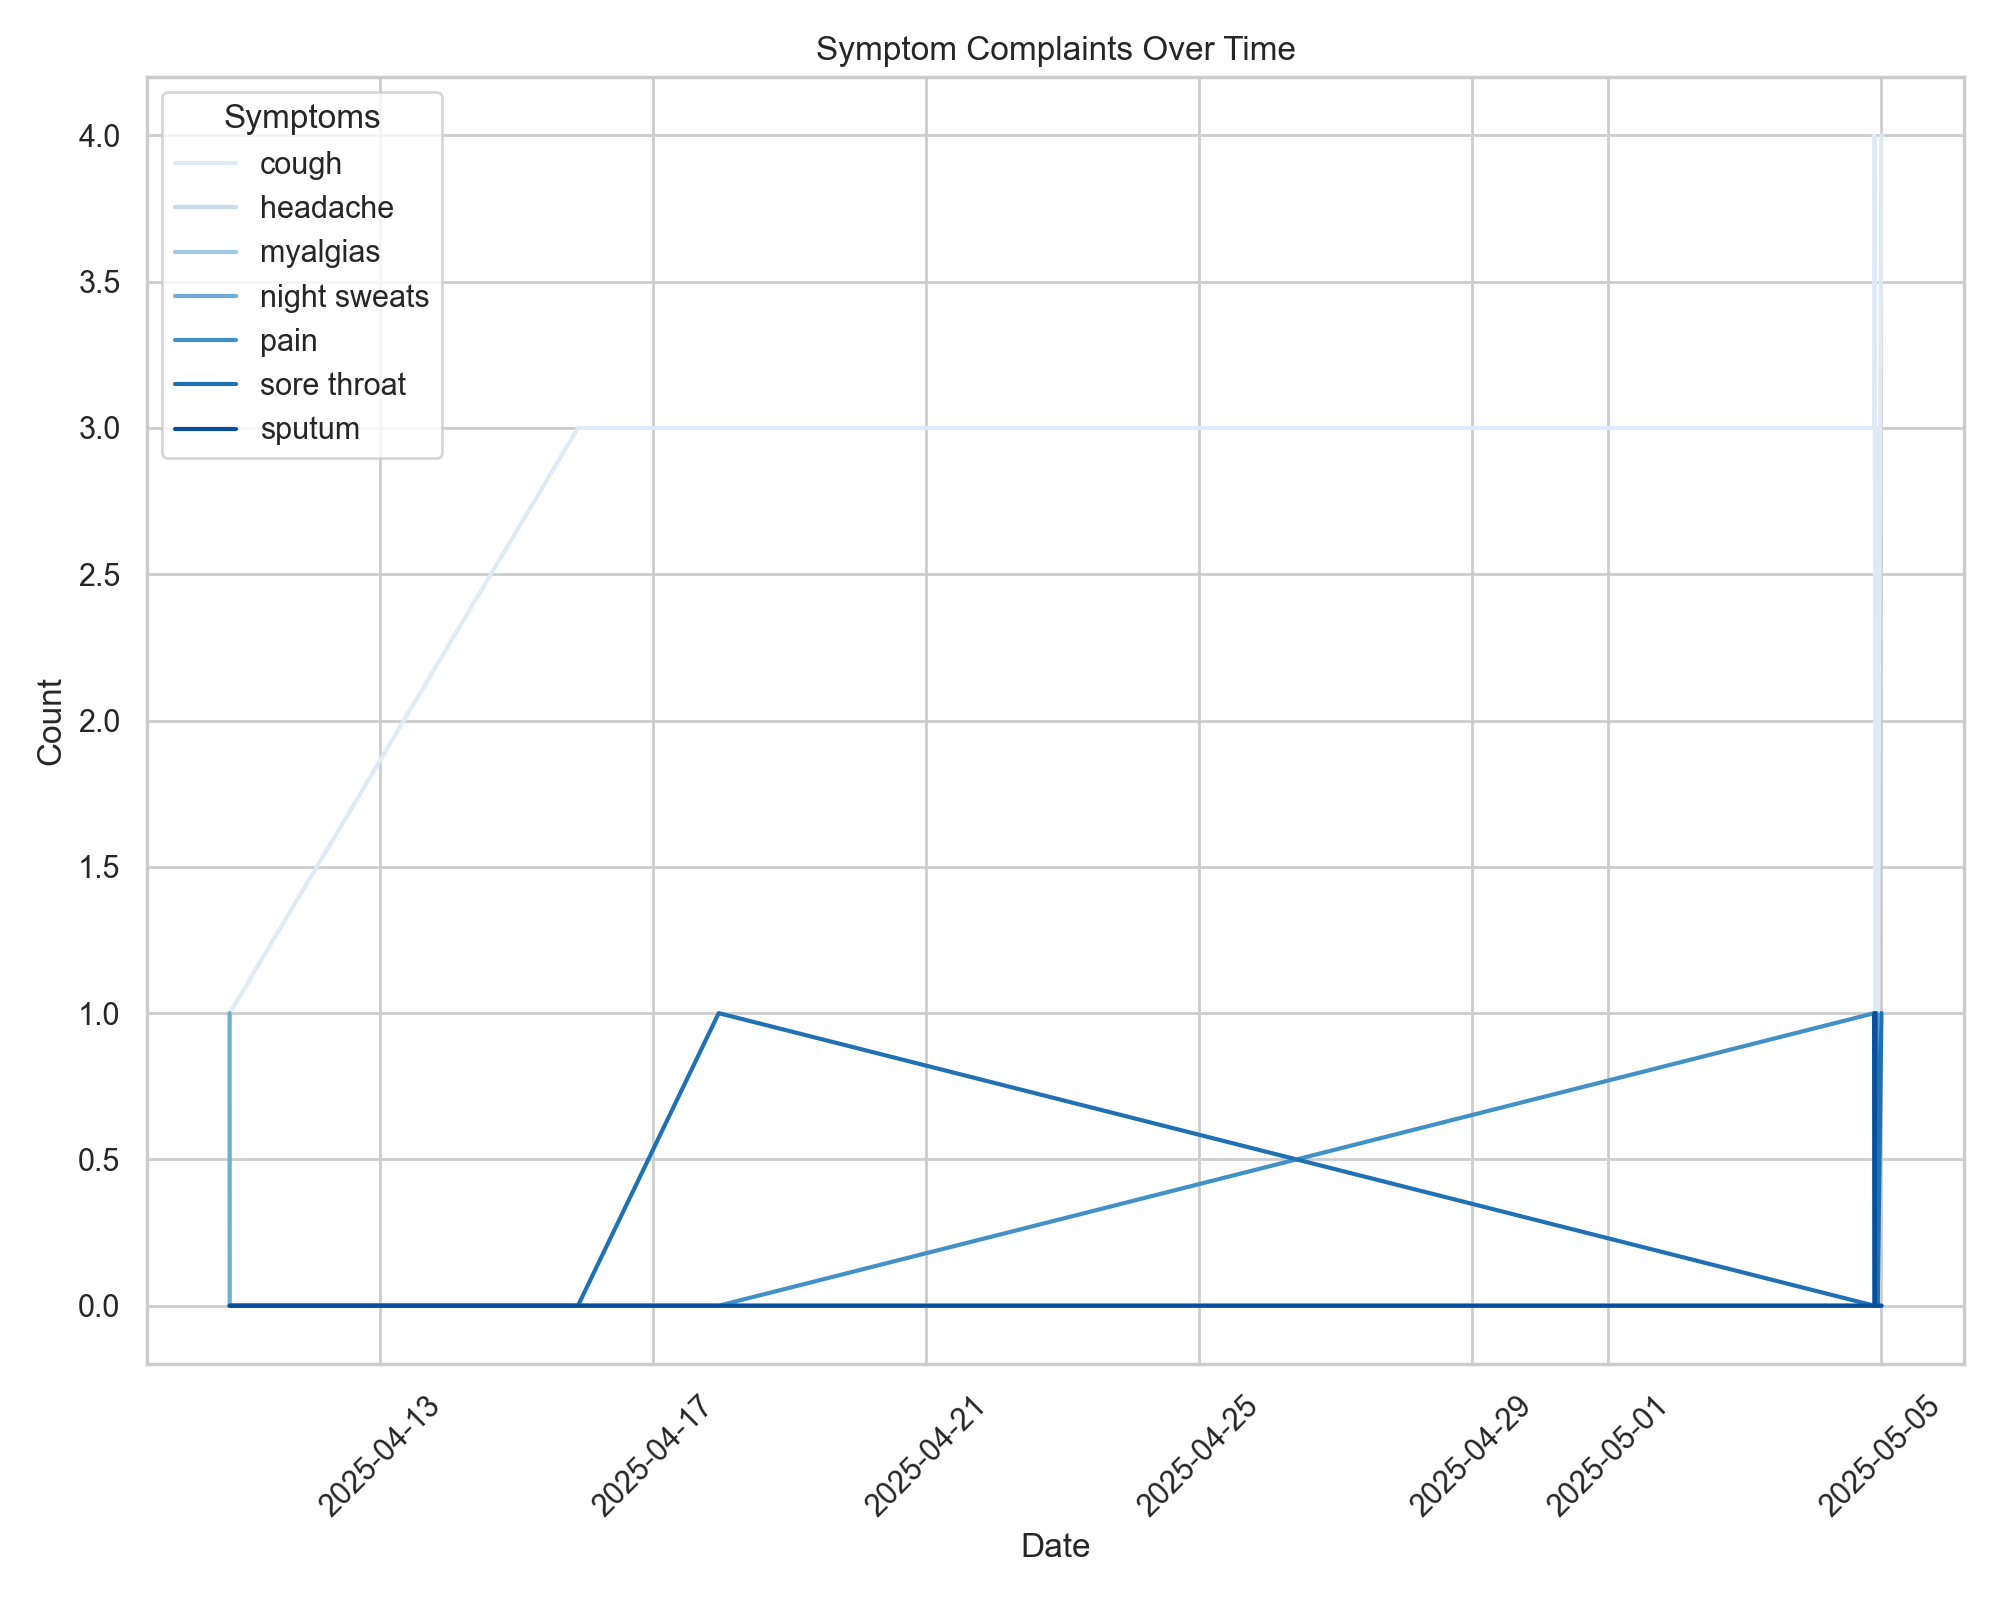 Symptom Complaints Over Time
Symptoms
cough
headache
myalgias
night sweats
pain
sore throat
sputum
4.0
3.5
3.0
2.5
2.0
1.5
1.0
0.5
0.0
Count
2025-04-13
2025-04-17
2025-04-21
2025-04-25
2025-04-29
2025-05-01
2025-05-05
Date